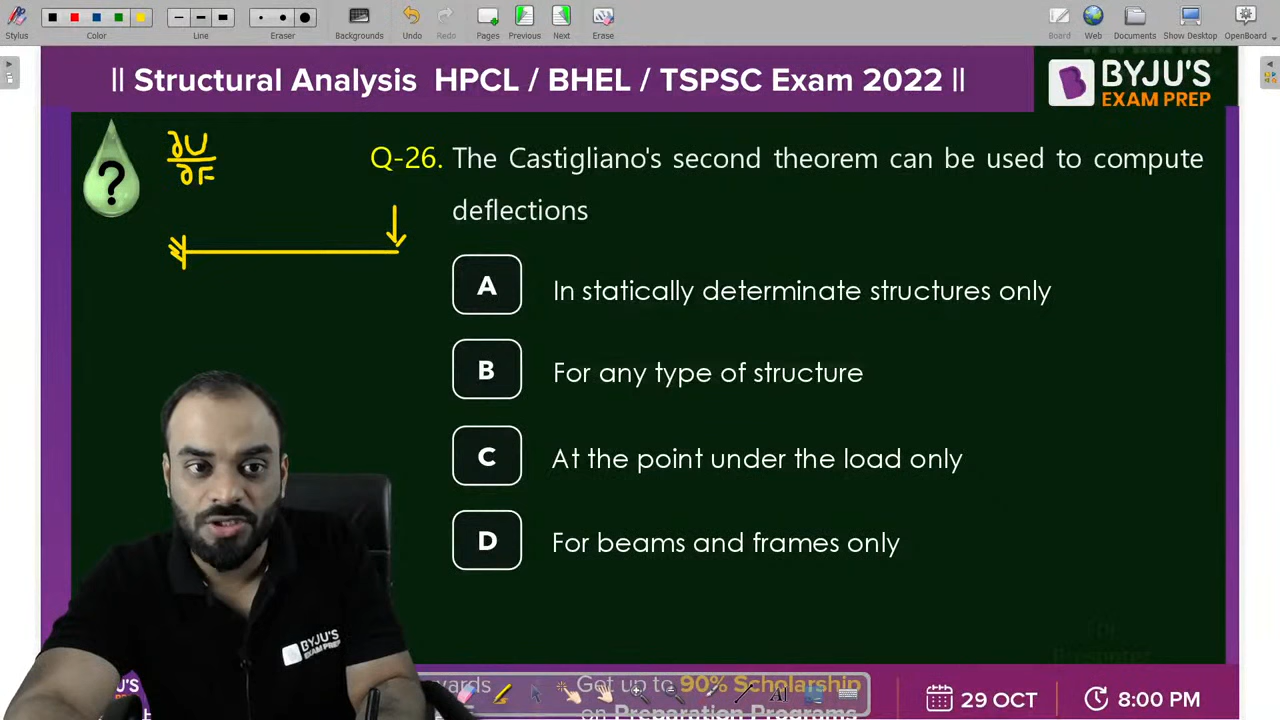 Stylus
Color
Line
Eraser
Backgrounds
Undo
Redo
Pages
Previous
Next
Erase
Board
Web
Documents
Show Desktop
OpenBoard
|| Structural Analysis HPCL / BHEL / TSPSC Exam 2022 ||
BYJU'S
EXAM PREP
?
∂U
∂F
Q-26. The Castigliano's second theorem can be used to compute
deflections
A In statically determinate structures only
B For any type of structure
C At the point under the load only
D For beams and frames only
BYJU'S
EXAM PREP
Get up to 90% Scholarship
on Preparation Programs
29 OCT
8:00 PM